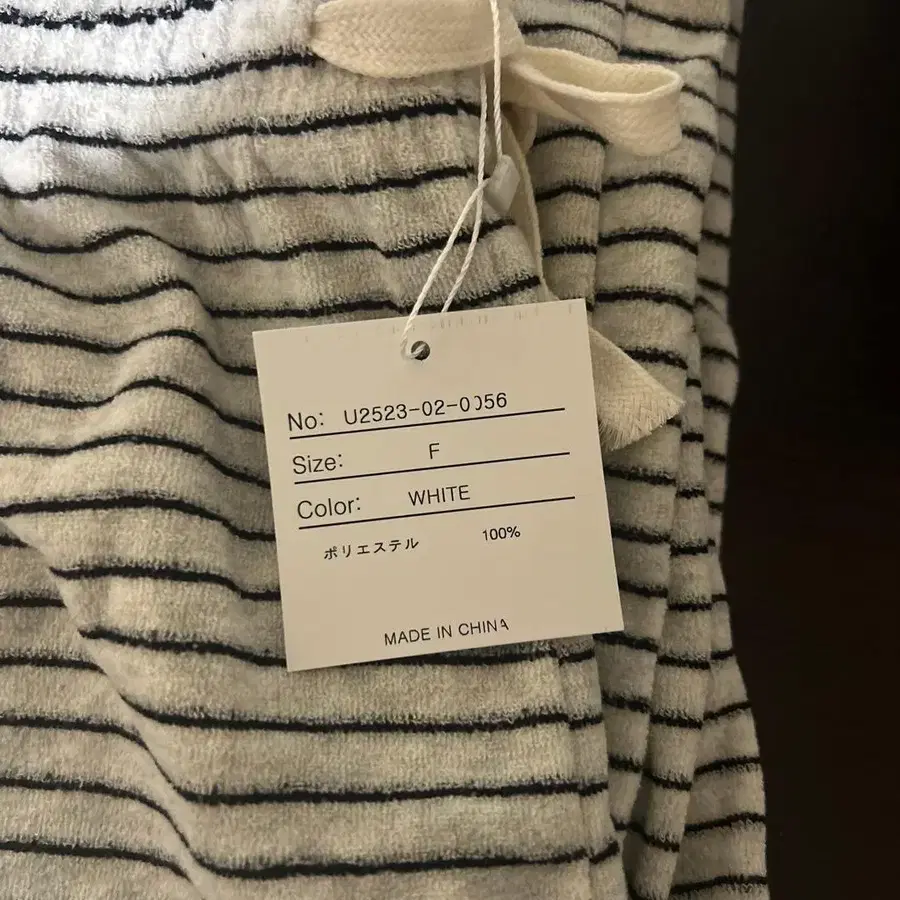 No: U2523-02-0056
Size: F
Color: WHITE
ポリエステル 100%
MADE IN CHINA